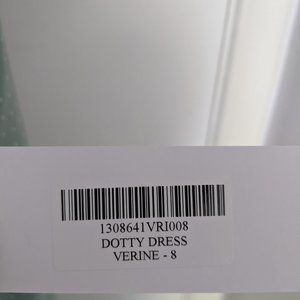 1308641VRI008
DOTTY DRESS
VERINE - 8